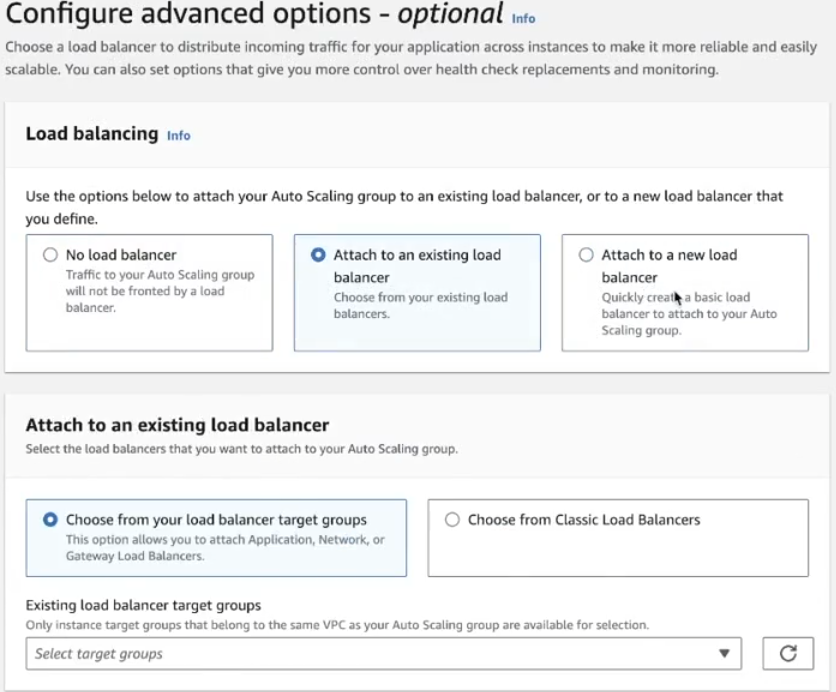 Configure advanced options - optional Info
Choose a load balancer to distribute incoming traffic for your application across instances to make it more reliable and easily
scalable. You can also set options that give you more control over health check replacements and monitoring.
Load balancing Info
Use the options below to attach your Auto Scaling group to an existing load balancer, or to a new load balancer that
you define.
No load balancer
Traffic to your Auto Scaling group
will not be fronted by a load
balancer.
Attach to an existing load
balancer
Choose from your existing load
balancers.
Attach to a new load
balancer
Quickly create a basic load
balancer to attach to your Auto
Scaling group.
Attach to an existing load balancer
Select the load balancers that you want to attach to your Auto Scaling group.
Choose from your load balancer target groups
This option allows you to attach Application, Network, or
Gateway Load Balancers.
Choose from Classic Load Balancers
Existing load balancer target groups
Only instance target groups that belong to the same VPC as your Auto Scaling group are available for selection.
Select target groups